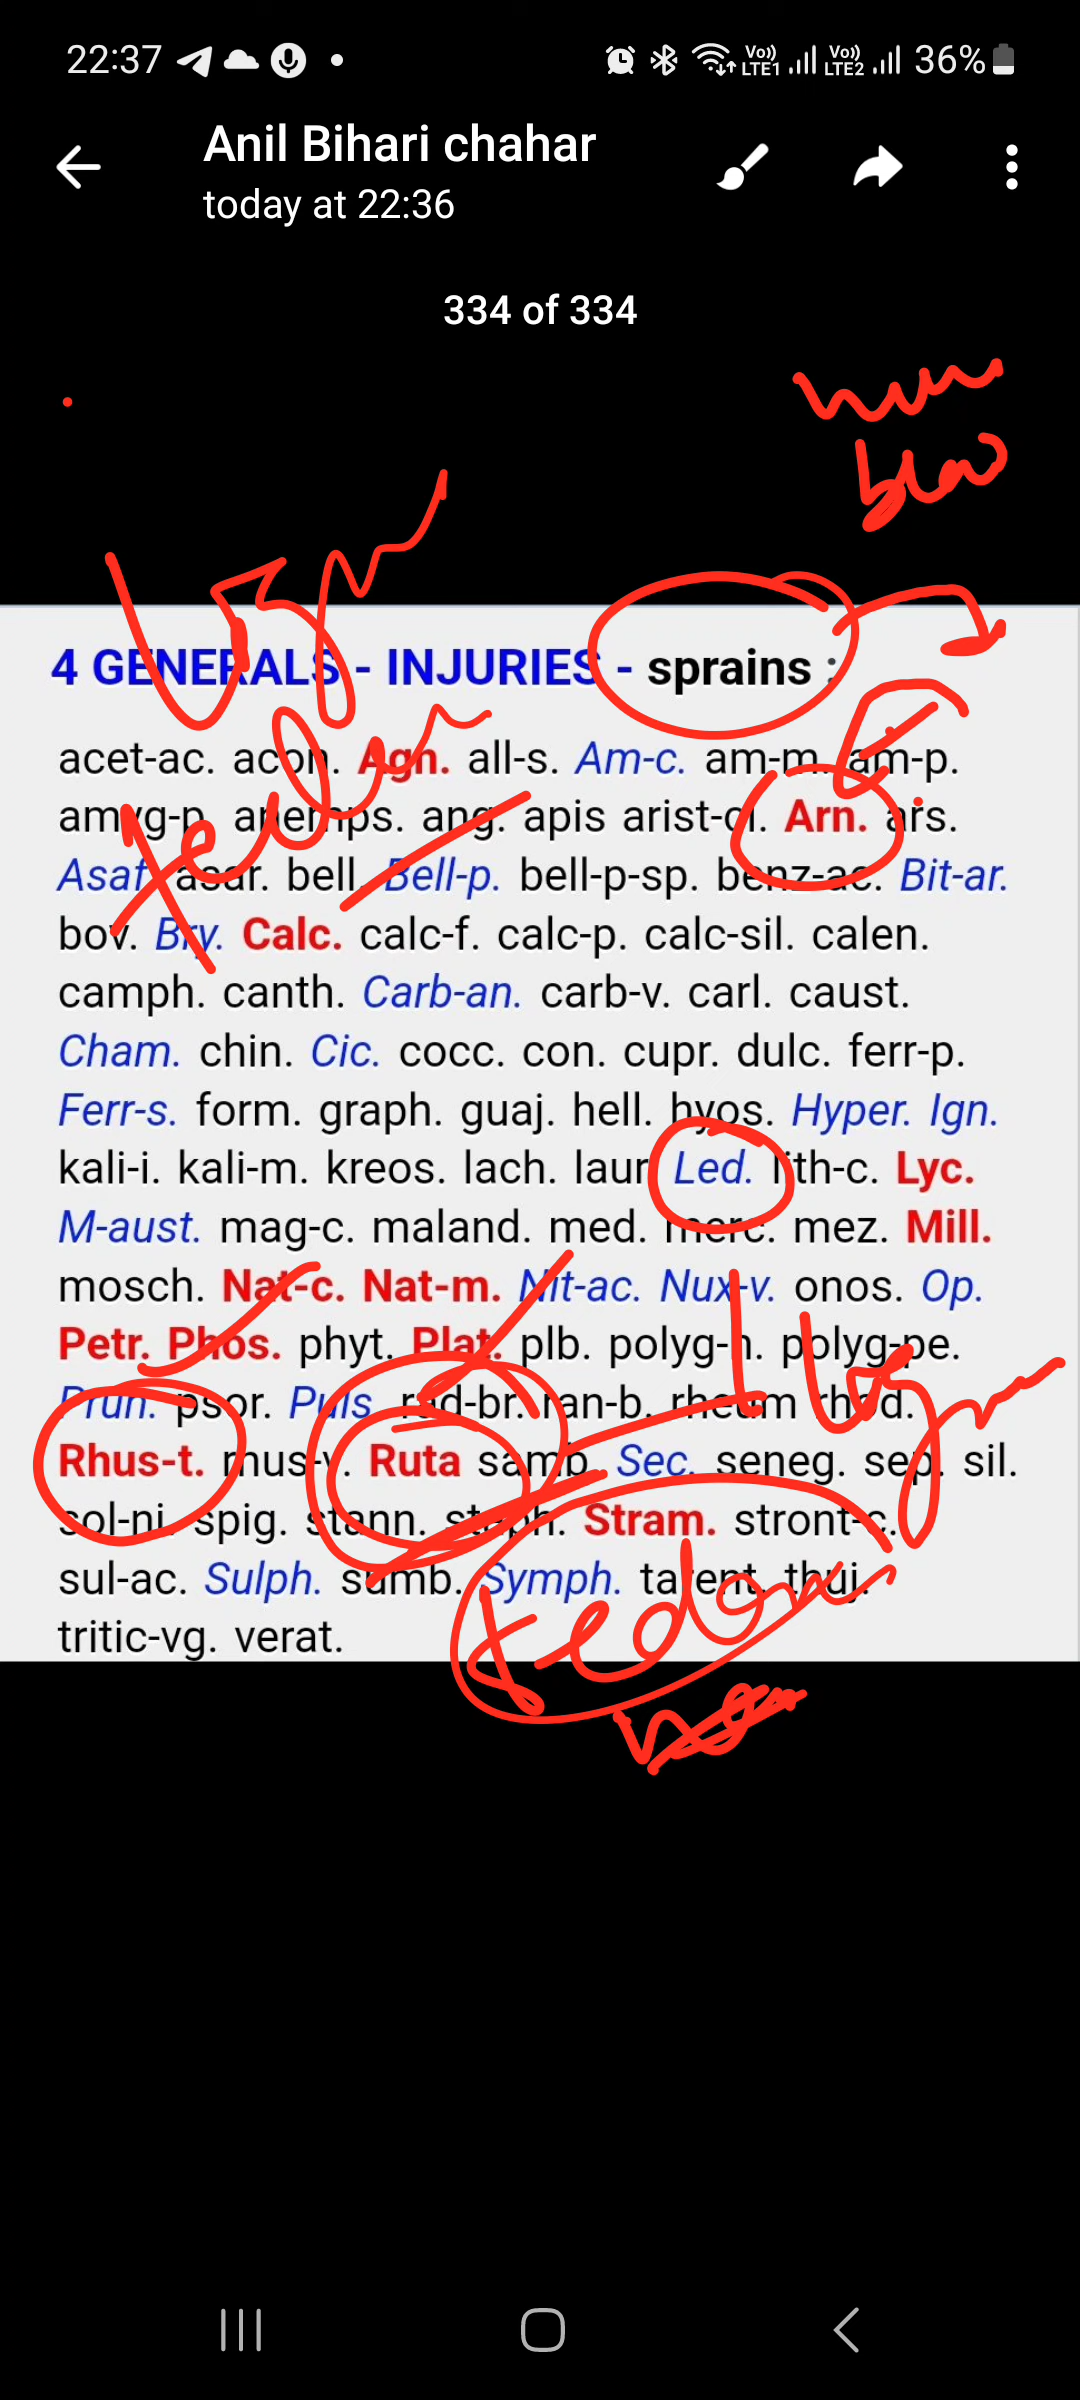 22:37 Vo)) LTE1 Vo)) LTE2 36%
Anil Bihari chahar
today at 22:36
334 of 334
4 GENERALS - INJURIES - sprains :
acet-ac. acon. Agn. all-s. Am-c. am-m. am-p.
amyg-p. anemps. ang. apis arist-cl. Arn. ars.
Asaf. asar. bell. Bell-p. bell-p-sp. benz-ac. Bit-ar.
bov. Bry. Calc. calc-f. calc-p. calc-sil. calen.
camph. canth. Carb-an. carb-v. carl. caust.
Cham. chin. Cic. cocc. con. cupr. dulc. ferr-p.
Ferr-s. form. graph. guaj. hell. hyos. Hyper. Ign.
kali-i. kali-m. kreos. lach. laur. Led. lith-c. Lyc.
M-aust. mag-c. maland. med. merc. mez. Mill.
mosch. Nat-c. Nat-m. Nit-ac. Nux-v. onos. Op.
Petr. Phos. phyt. Plat. plb. polyg-h. polyg-pe.
Prun. psor. Puls. rad-br. ran-b. rheum rhod.
Rhus-t. rhus-v. Ruta samb. Sec. seneg. sep. sil.
sol-ni. spig. stann. staph. Stram. stront-c.
sul-ac. Sulph. sumb. Symph. tarent. thuj.
tritic-vg. verat.